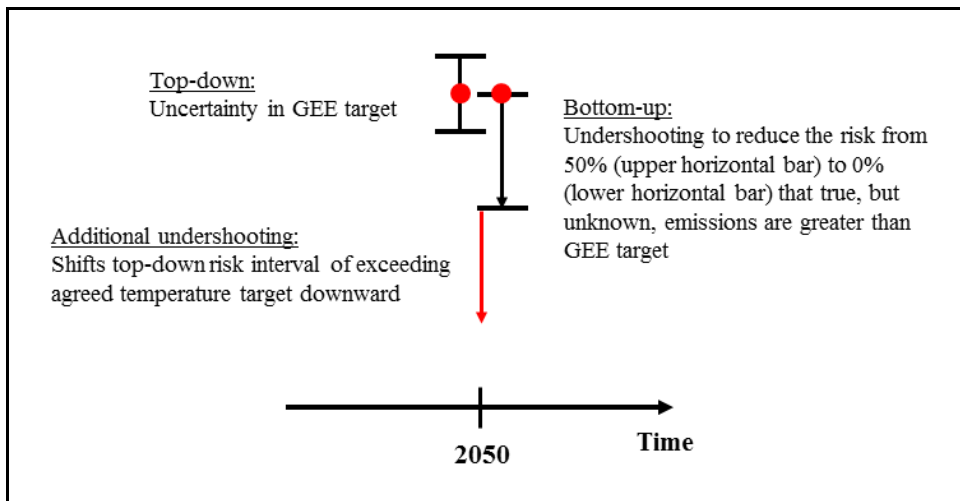 Top-down:
Uncertainty in GEE target
Bottom-up:
Undershooting to reduce the risk from
50% (upper horizontal bar) to 0%
(lower horizontal bar) that true, but
unknown, emissions are greater than
GEE target
Additional undershooting:
Shifts top-down risk interval of exceeding
agreed temperature target downward
2050
Time